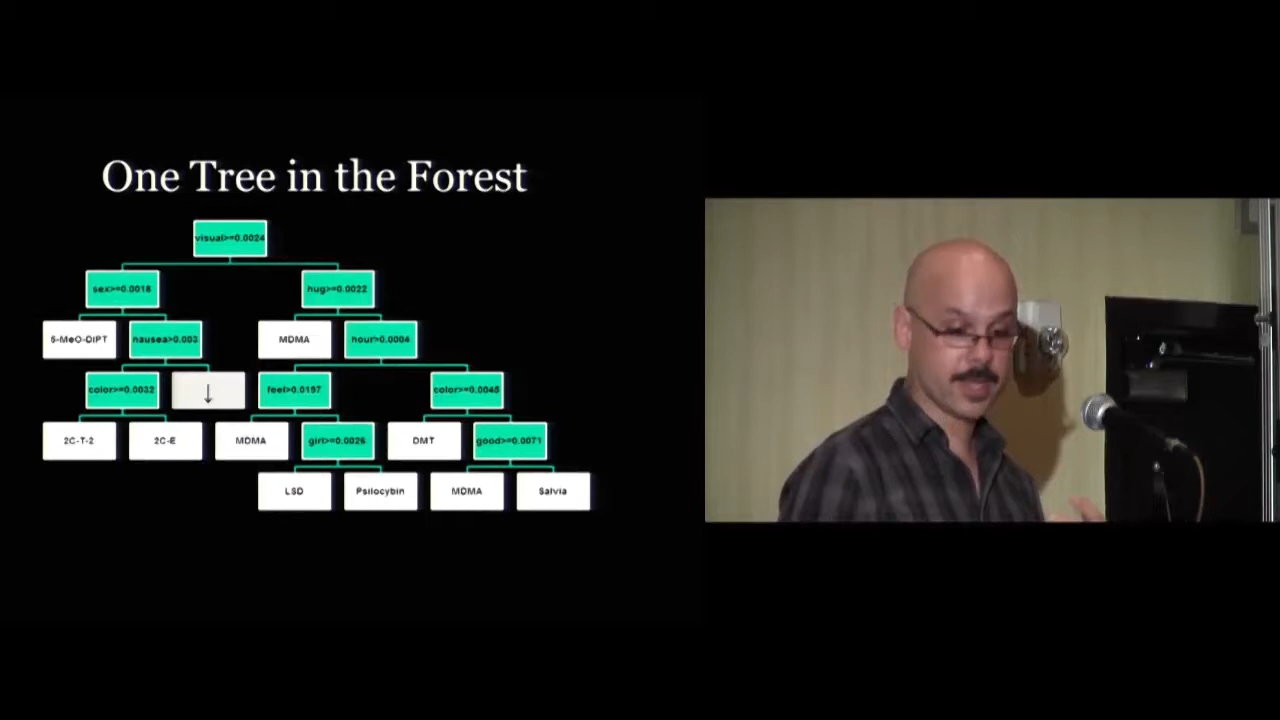 One Tree in the Forest
visual>=0.0024
sex>=0.0018
hug>=0.0022
5-MeO-DIPT
nausea>0.003
MDMA
hour>0.0004
color>=0.0032
↓
feel>0.0197
color>=0.0045
2C-T-2
2C-E
MDMA
girl>=0.0026
DMT
good>=0.0071
LSD
Psilocybin
MDMA
Salvia